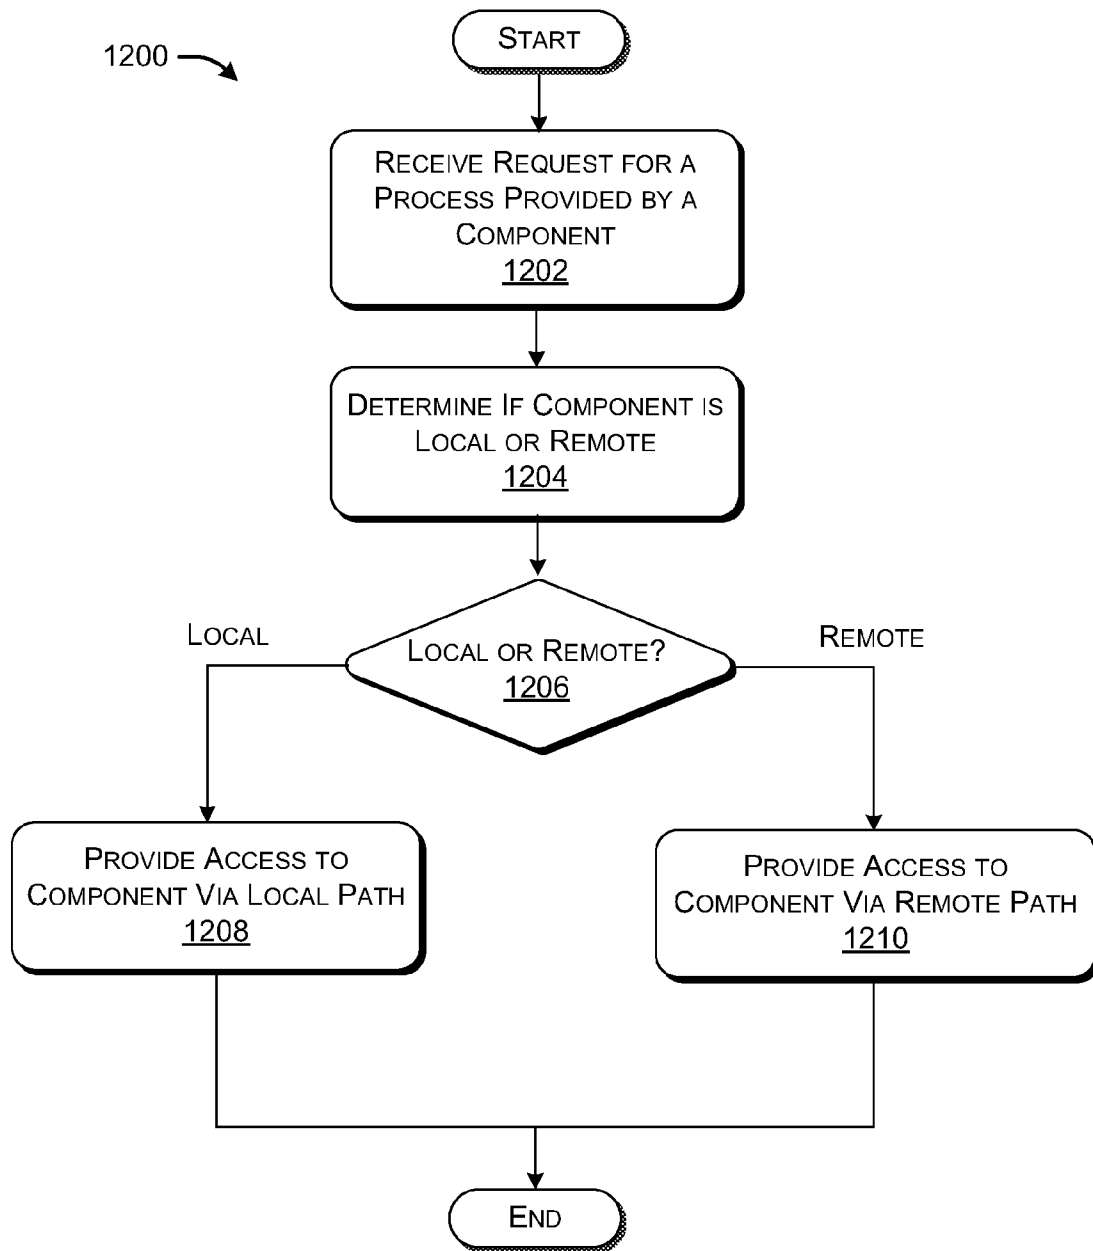 1200
START
RECEIVE REQUEST FOR A
PROCESS PROVIDED BY A
COMPONENT
1202
DETERMINE IF COMPONENT IS
LOCAL OR REMOTE
1204
LOCAL
LOCAL OR REMOTE?
1206
REMOTE
PROVIDE ACCESS TO
COMPONENT VIA LOCAL PATH
1208
PROVIDE ACCESS TO
COMPONENT VIA REMOTE PATH
1210
END